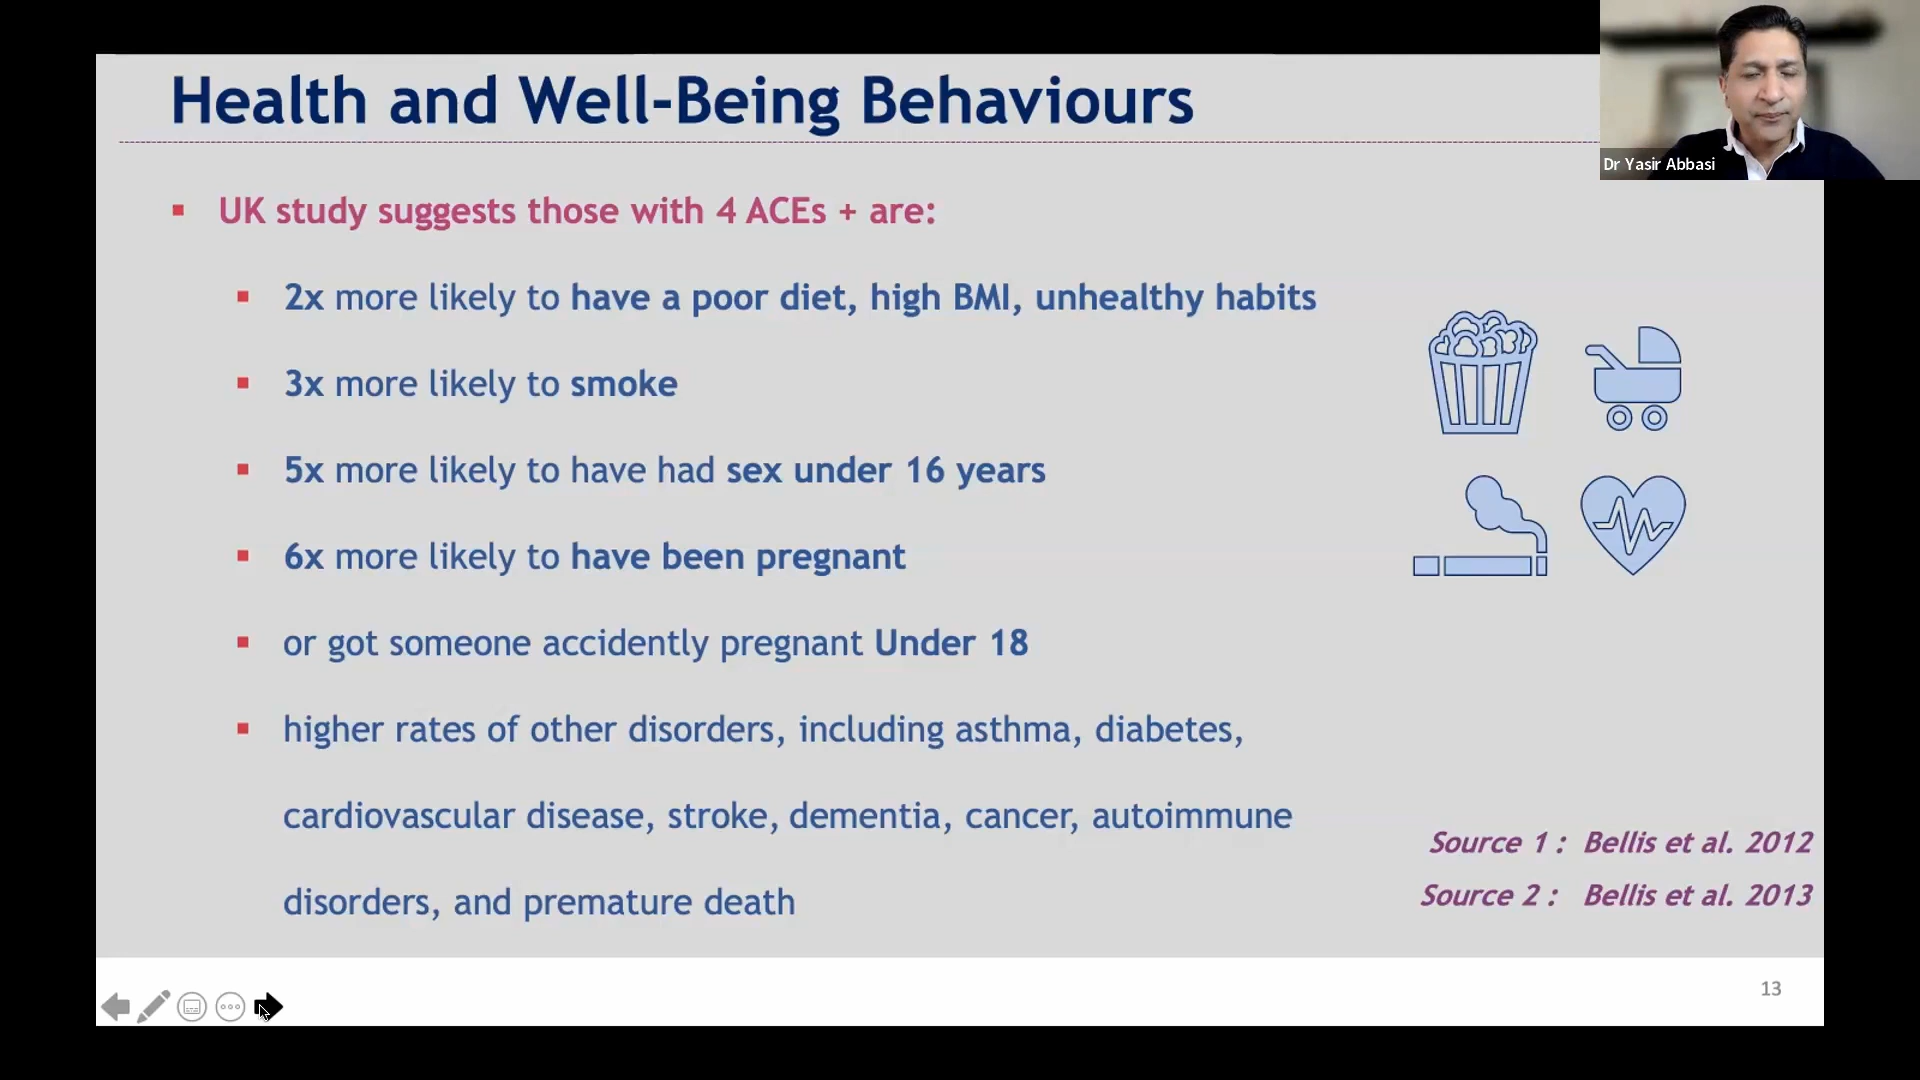 Health and Well-Being Behaviours
Dr Yasir Abbasi
UK study suggests those with 4 ACEs + are:
2x more likely to have a poor diet, high BMI, unhealthy habits
3x more likely to smoke
5x more likely to have had sex under 16 years
6x more likely to have been pregnant
or got someone accidently pregnant Under 18
higher rates of other disorders, including asthma, diabetes,
cardiovascular disease, stroke, dementia, cancer, autoimmune
disorders, and premature death
Source 1 : Bellis et al. 2012
Source 2 : Bellis et al. 2013
13